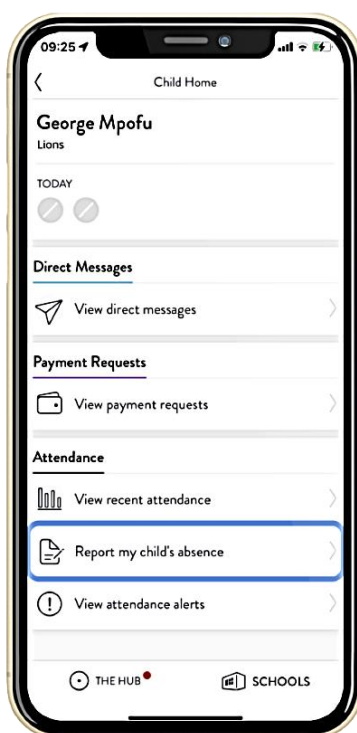 09:25
Child Home
George Mpofu
Lions
TODAY
Direct Messages
View direct messages
Payment Requests
View payment requests
Attendance
View recent attendance
Report my child's absence
View attendance alerts
THE HUB
SCHOOLS